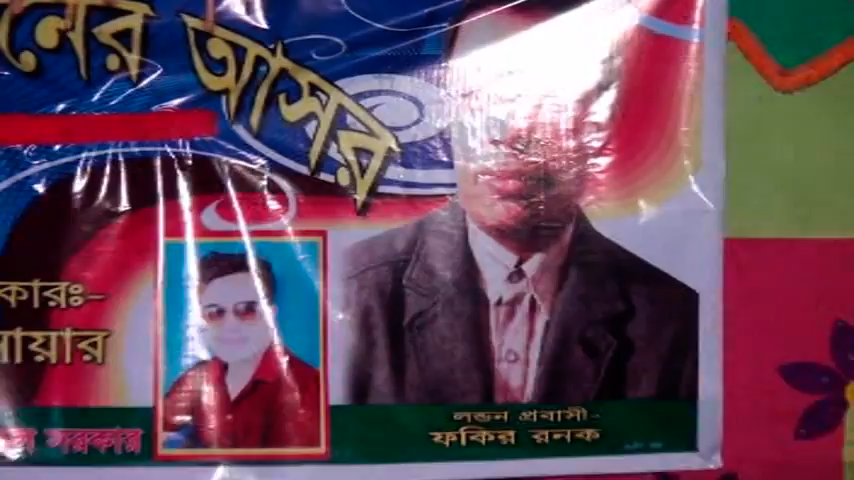 নের
আসর
কারঃ-
য়ার
সরকার
লন্ডন প্রবাসী-
ফকির রনক